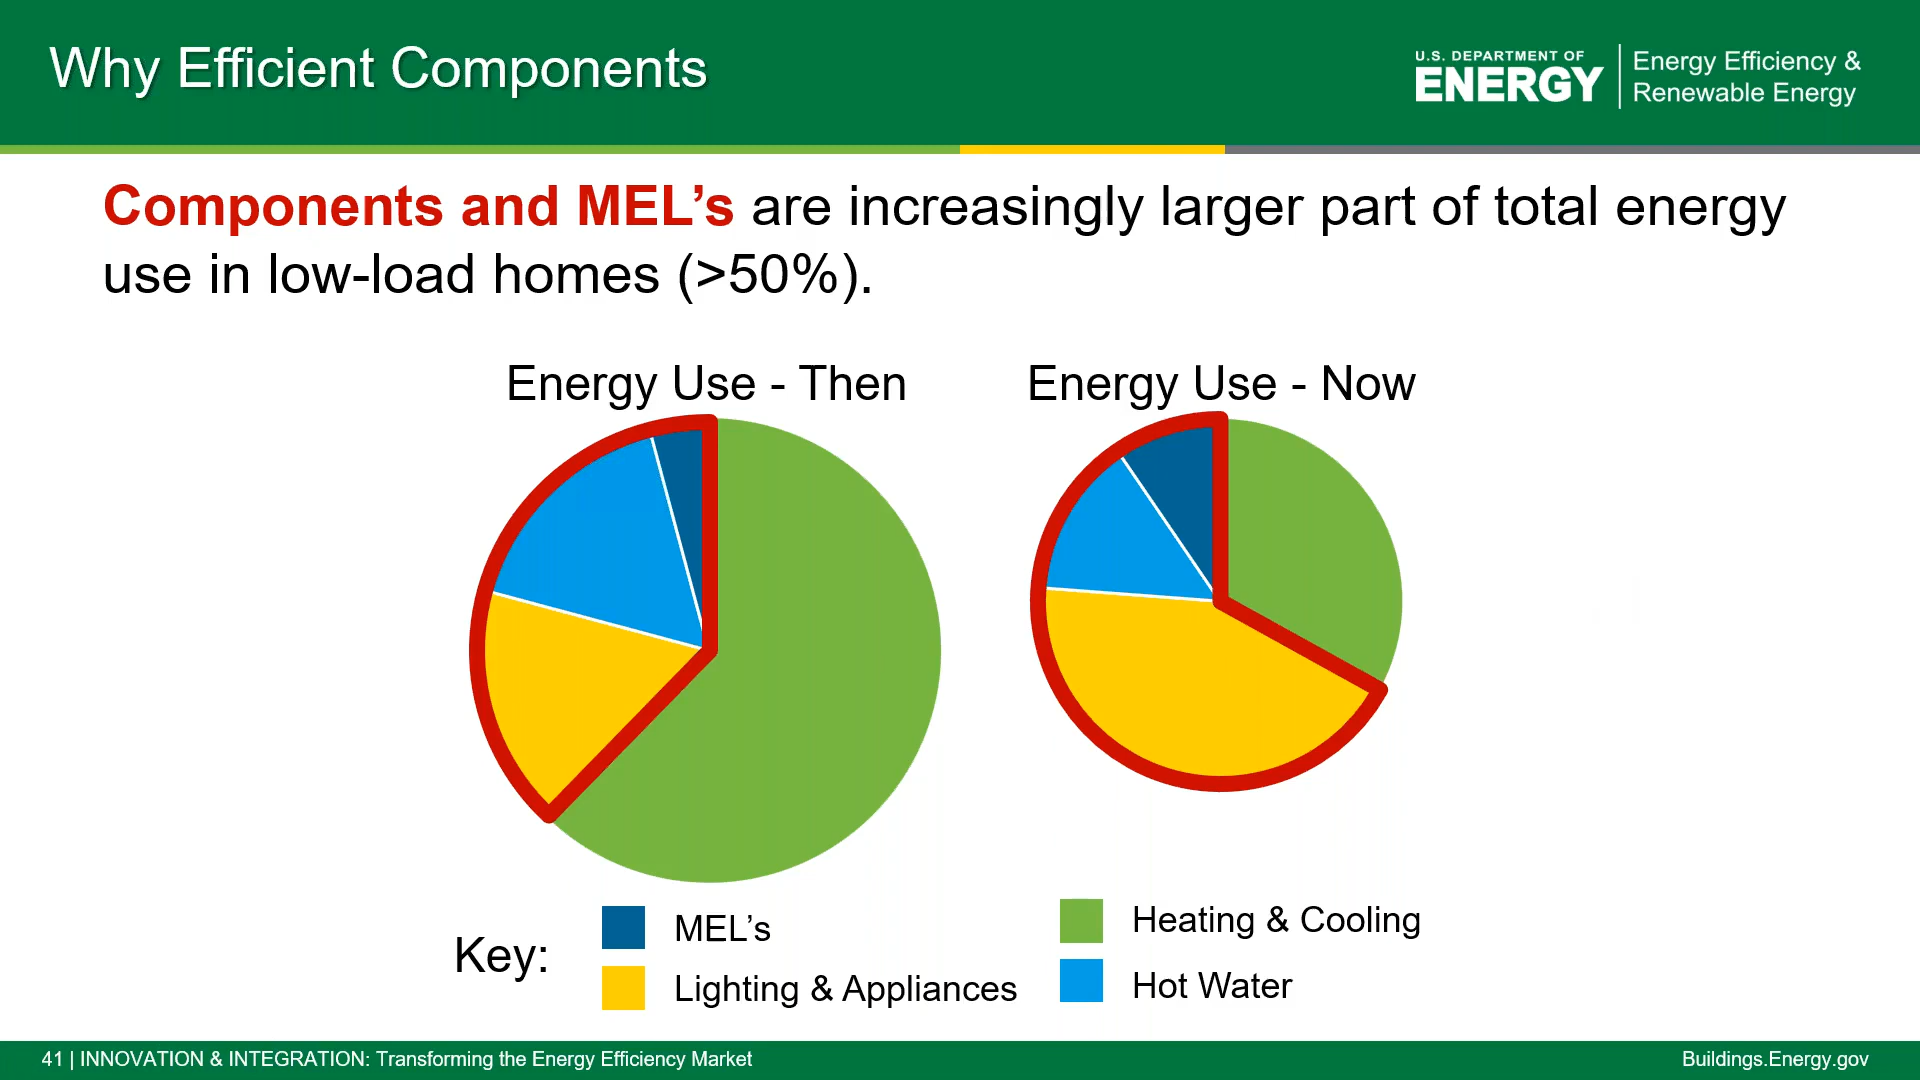 Why Efficient Components
U.S. DEPARTMENT OF
ENERGY
Energy Efficiency &
Renewable Energy
Components and MEL’s are increasingly larger part of total energy
use in low-load homes (>50%).
Energy Use - Then
Energy Use - Now
Key:
MEL’s
Lighting & Appliances
Heating & Cooling
Hot Water
41 | INNOVATION & INTEGRATION: Transforming the Energy Efficiency Market
Buildings.Energy.gov